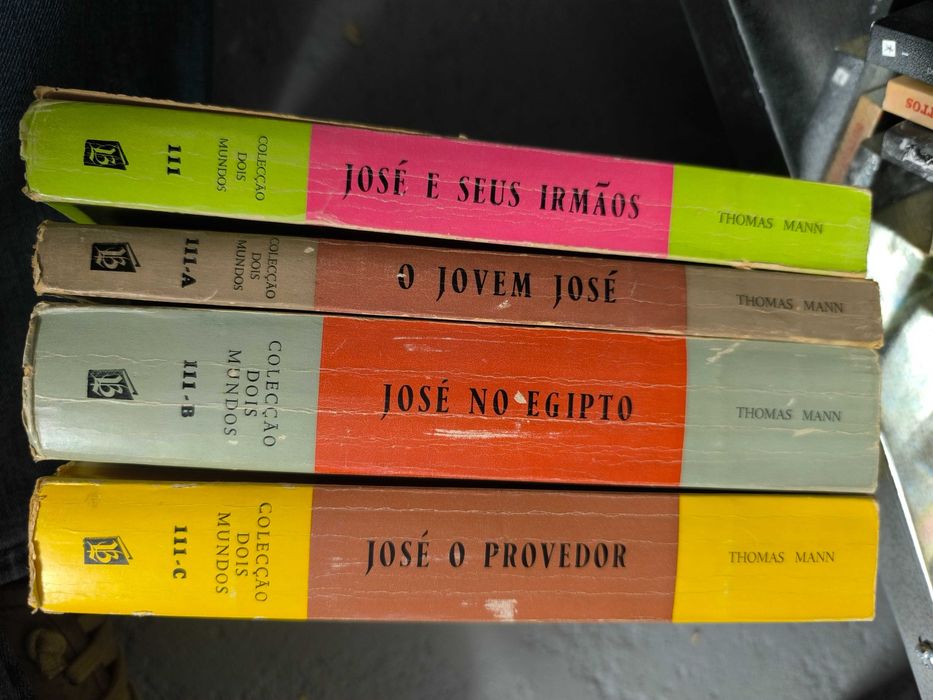 THOMAS MANN
JOSÉ E SEUS IRMÃOS
COLECÇÃO
DOIS
MUNDOS
III
THOMAS MANN
O JOVEM JOSÉ
COLECÇÃO
DOIS
MUNDOS
III-A
THOMAS MANN
JOSÉ NO EGIPTO
COLECÇÃO
DOIS
MUNDOS
III-B
THOMAS MANN
JOSÉ O PROVEDOR
COLECÇÃO
DOIS
MUNDOS
III-C